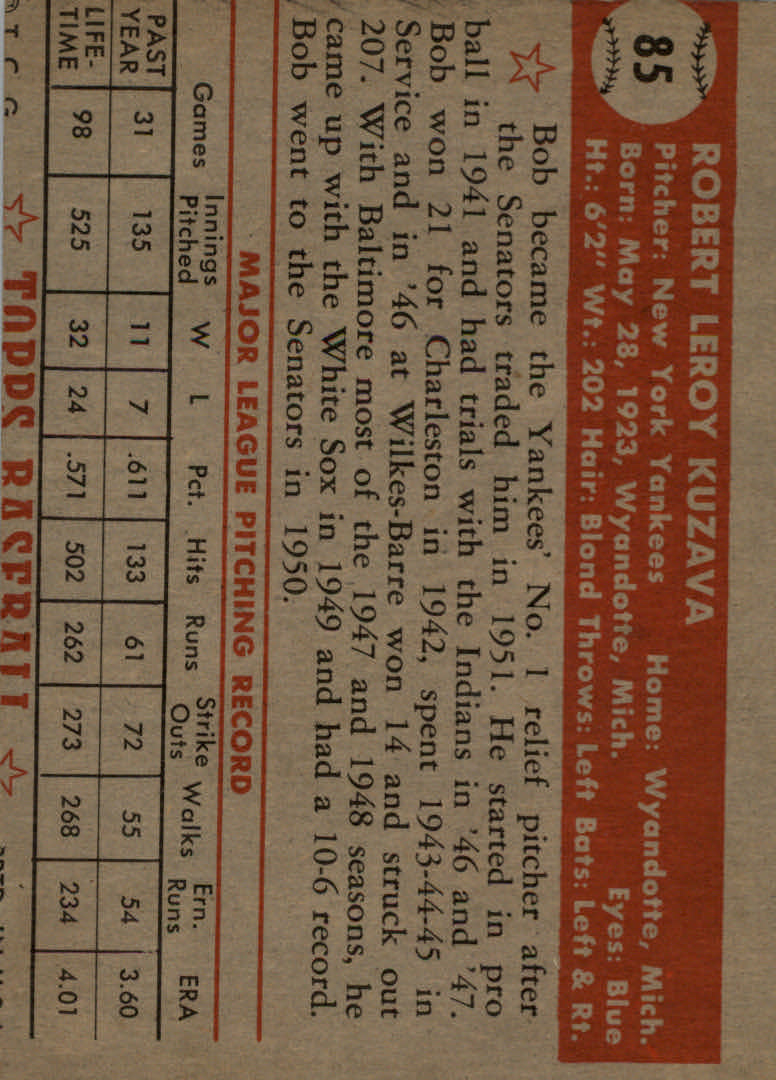 85
ROBERT LEROY KUZAVA
Pitcher: New York Yankees Home: Wyandotte, Mich.
Born: May 28, 1923, Wyandotte, Mich. Eyes: Blue
Ht.: 6'2" Wt.: 202 Hair: Blond Throws: Left Bats: Left & Rt.
Bob became the Yankees' No. 1 relief pitcher after
the Senators traded him in 1951. He started in pro
ball in 1941 and had trials with the Indians in '46 and '47.
Bob won 21 for Charleston in 1942, spent 1943-44-45 in
Service and in '46 at Wilkes-Barre won 14 and struck out
207. With Baltimore most of the 1947 and 1948 seasons, he
came up with the White Sox in 1949 and had a 10-6 record.
Bob went to the Senators in 1950.
MAJOR LEAGUE PITCHING RECORD
Games Innings Pitched W L Pct. Hits Runs Strike Outs Walks Ern. Runs ERA
PAST YEAR 31 135 11 7 .611 133 61 72 55 54 3.60
LIFE-TIME 98 525 32 24 .571 502 262 273 268 234 4.01
TOPPS BASEBALL